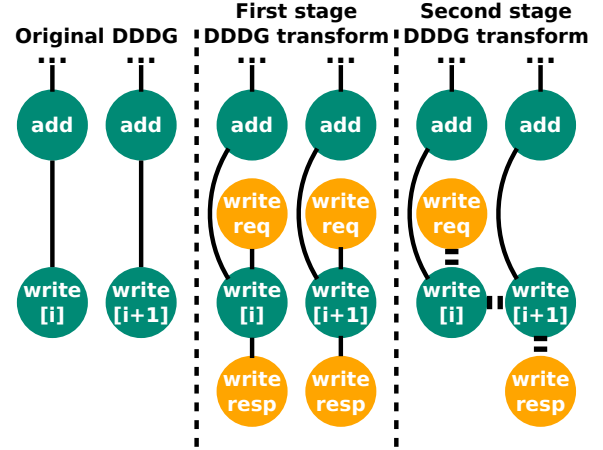 Original DDDG
...
...
add
add
write
[i]
write
[i+1]
First stage
DDDG transform
...
...
add
add
write
req
write
req
write
[i]
write
[i+1]
write
resp
write
resp
Second stage
DDDG transform
...
...
add
add
write
req
write
[i]
write
[i+1]
write
resp